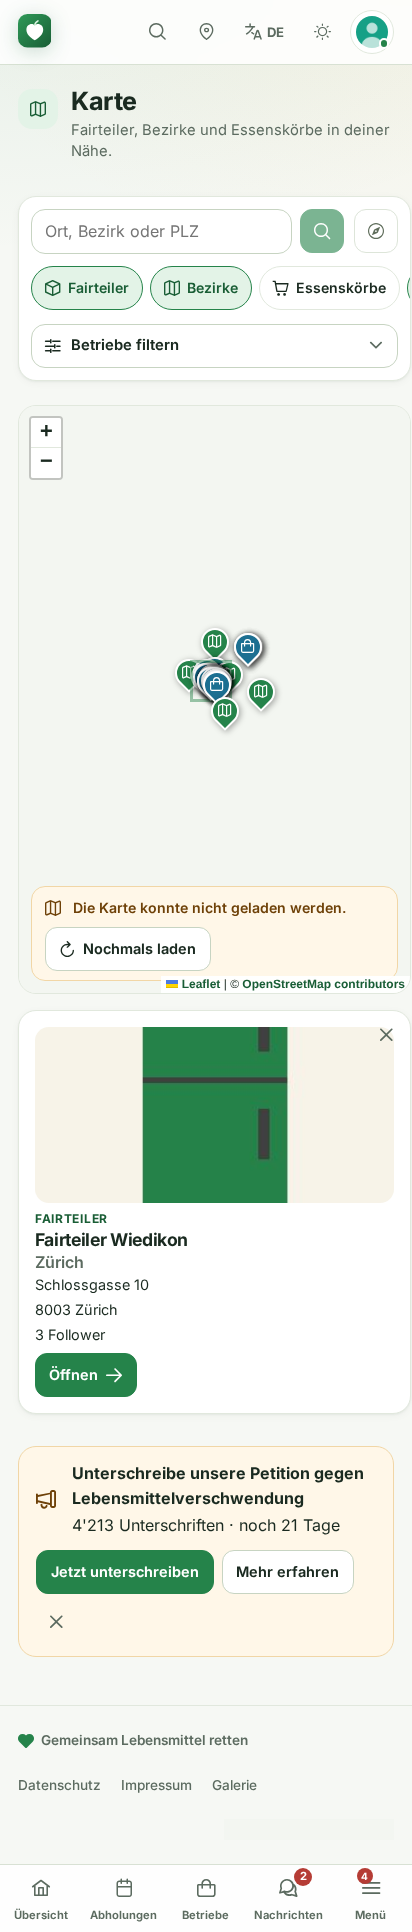 DE
Karte
Fairteiler, Bezirke und Essenskörbe in deiner
Nähe.
Ort, Bezirk oder PLZ
Fairteiler
Bezirke
Essenskörbe
Betriebe filtern
+
−
Die Karte konnte nicht geladen werden.
Nochmals laden
Leaflet | © OpenStreetMap contributors
FAIRTEILER
Fairteiler Wiedikon
Zürich
Schlossgasse 10
8003 Zürich
3 Follower
Öffnen
Unterschreibe unsere Petition gegen
Lebensmittelverschwendung
4'213 Unterschriften · noch 21 Tage
Jetzt unterschreiben
Mehr erfahren
Gemeinsam Lebensmittel retten
Datenschutz Impressum Galerie
2
4
Übersicht Abholungen Betriebe Nachrichten Menü